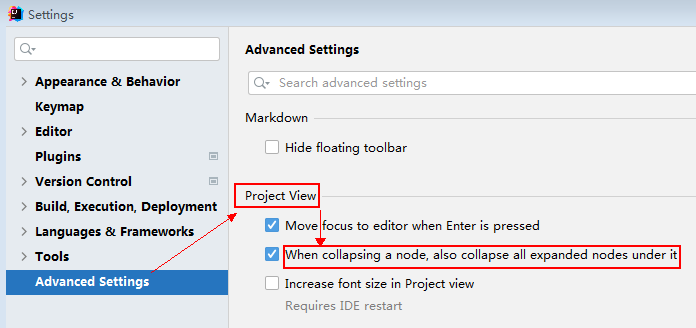 Settings
Appearance & Behavior
Keymap
Editor
Plugins
Version Control
Build, Execution, Deployment
Languages & Frameworks
Tools
Advanced Settings
Advanced Settings
Search advanced settings
Markdown
Hide floating toolbar
Project View
Move focus to editor when Enter is pressed
When collapsing a node, also collapse all expanded nodes under it
Increase font size in Project view
Requires IDE restart